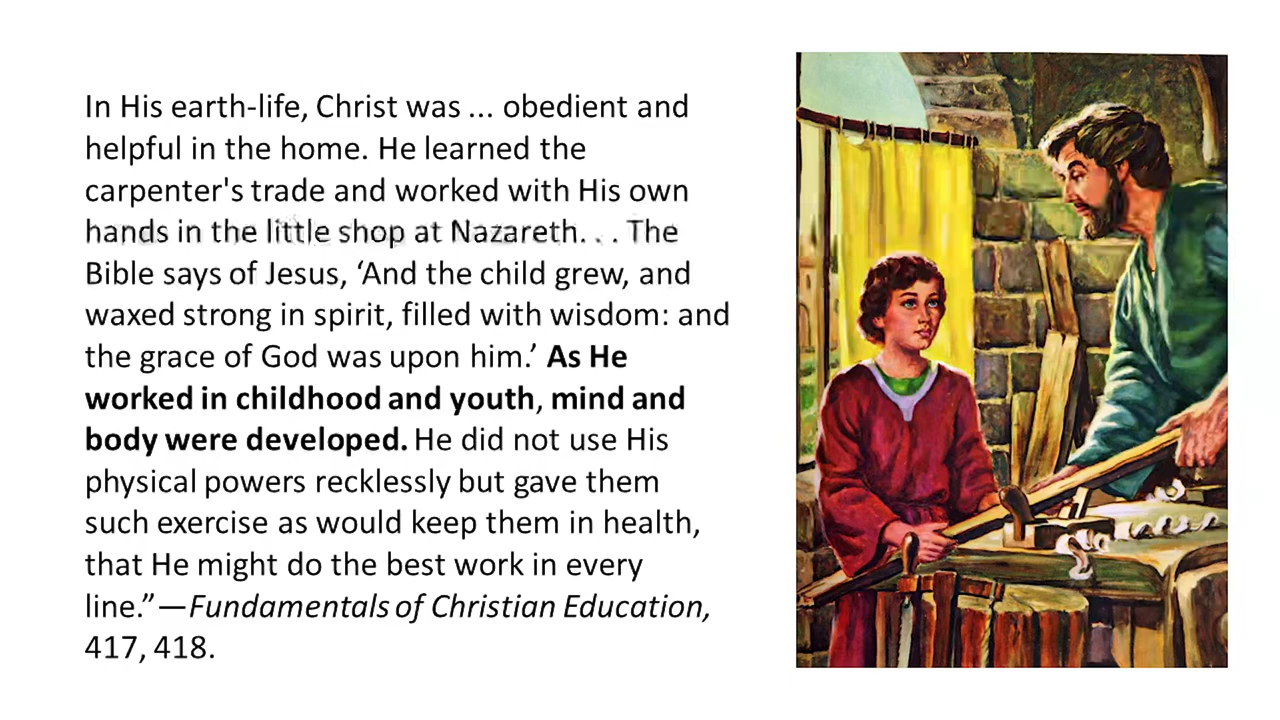 In His earth-life, Christ was ... obedient and
helpful in the home. He learned the
carpenter's trade and worked with His own
hands in the little shop at Nazareth. . . The
Bible says of Jesus, ‘And the child grew, and
waxed strong in spirit, filled with wisdom: and
the grace of God was upon him.’ As He
worked in childhood and youth, mind and
body were developed. He did not use His
physical powers recklessly but gave them
such exercise as would keep them in health,
that He might do the best work in every
line.”—Fundamentals of Christian Education,
417, 418.